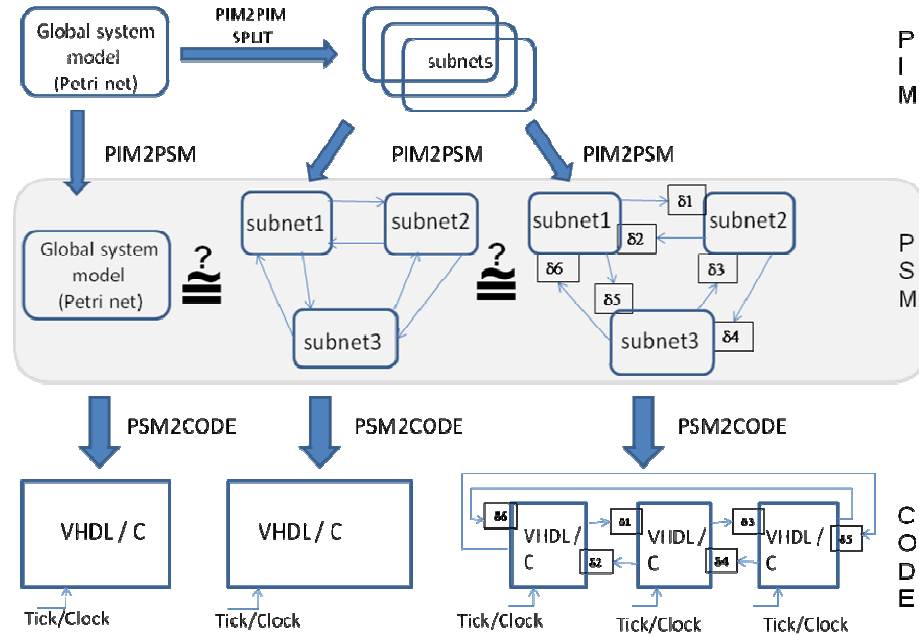 Global system
model
(Petri net)
PIM2PIM
SPLIT
subnets
P
I
M
PIM2PSM
PIM2PSM
PIM2PSM
Global system
model
(Petri net)
?
≅
subnet1
subnet2
subnet3
?
≅
subnet1
δ1
subnet2
δ2
δ6
δ3
δ5
subnet3
δ4
P
S
M
PSM2CODE
PSM2CODE
PSM2CODE
VHDL / C
Tick/Clock
VHDL / C
Tick/Clock
δ6
VHDL /
C
δ1
δ2
VHDL /
C
δ3
δ4
VHDL /
C
δ5
Tick/Clock
Tick/Clock
Tick/Clock
C
O
D
E